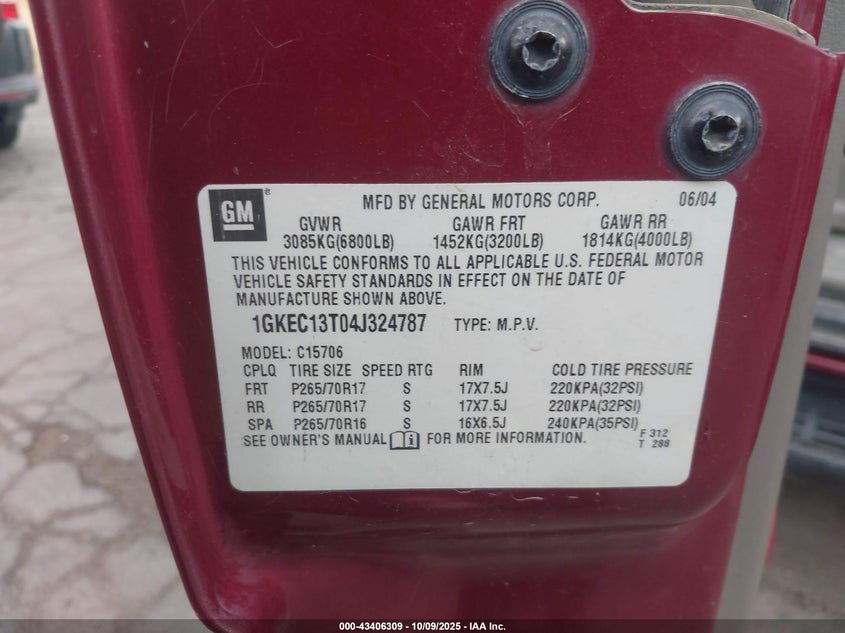 GM ® MFD BY GENERAL MOTORS CORP. 06/04
GVWR GAWR FRT GAWR RR
3085KG(6800LB) 1452KG(3200LB) 1814KG(4000LB)
THIS VEHICLE CONFORMS TO ALL APPLICABLE U.S. FEDERAL MOTOR
VEHICLE SAFETY STANDARDS IN EFFECT ON THE DATE OF
MANUFACTURE SHOWN ABOVE.
1GKEC13T04J324787 TYPE: M.P.V.
MODEL: C15706
CPLQ TIRE SIZE SPEED RTG RIM COLD TIRE PRESSURE
FRT P265/70R17 S 17X7.5J 220KPA(32PSI)
RR P265/70R17 S 17X7.5J 220KPA(32PSI)
SPA P265/70R16 S 16X6.5J 240KPA(35PSI)
SEE OWNER'S MANUAL i FOR MORE INFORMATION.
F 312
T 288
000-43406309 - 10/09/2025 - IAA Inc.